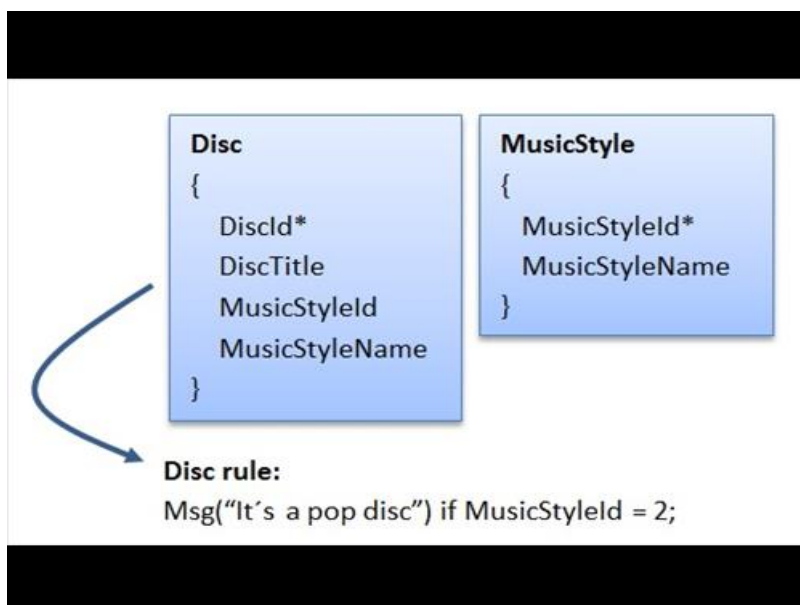 Disc
{
DiscId*
DiscTitle
MusicStyleId
MusicStyleName
}
MusicStyle
{
MusicStyleId*
MusicStyleName
}
Disc rule:
Msg(“It´s a pop disc”) if MusicStyleId = 2;